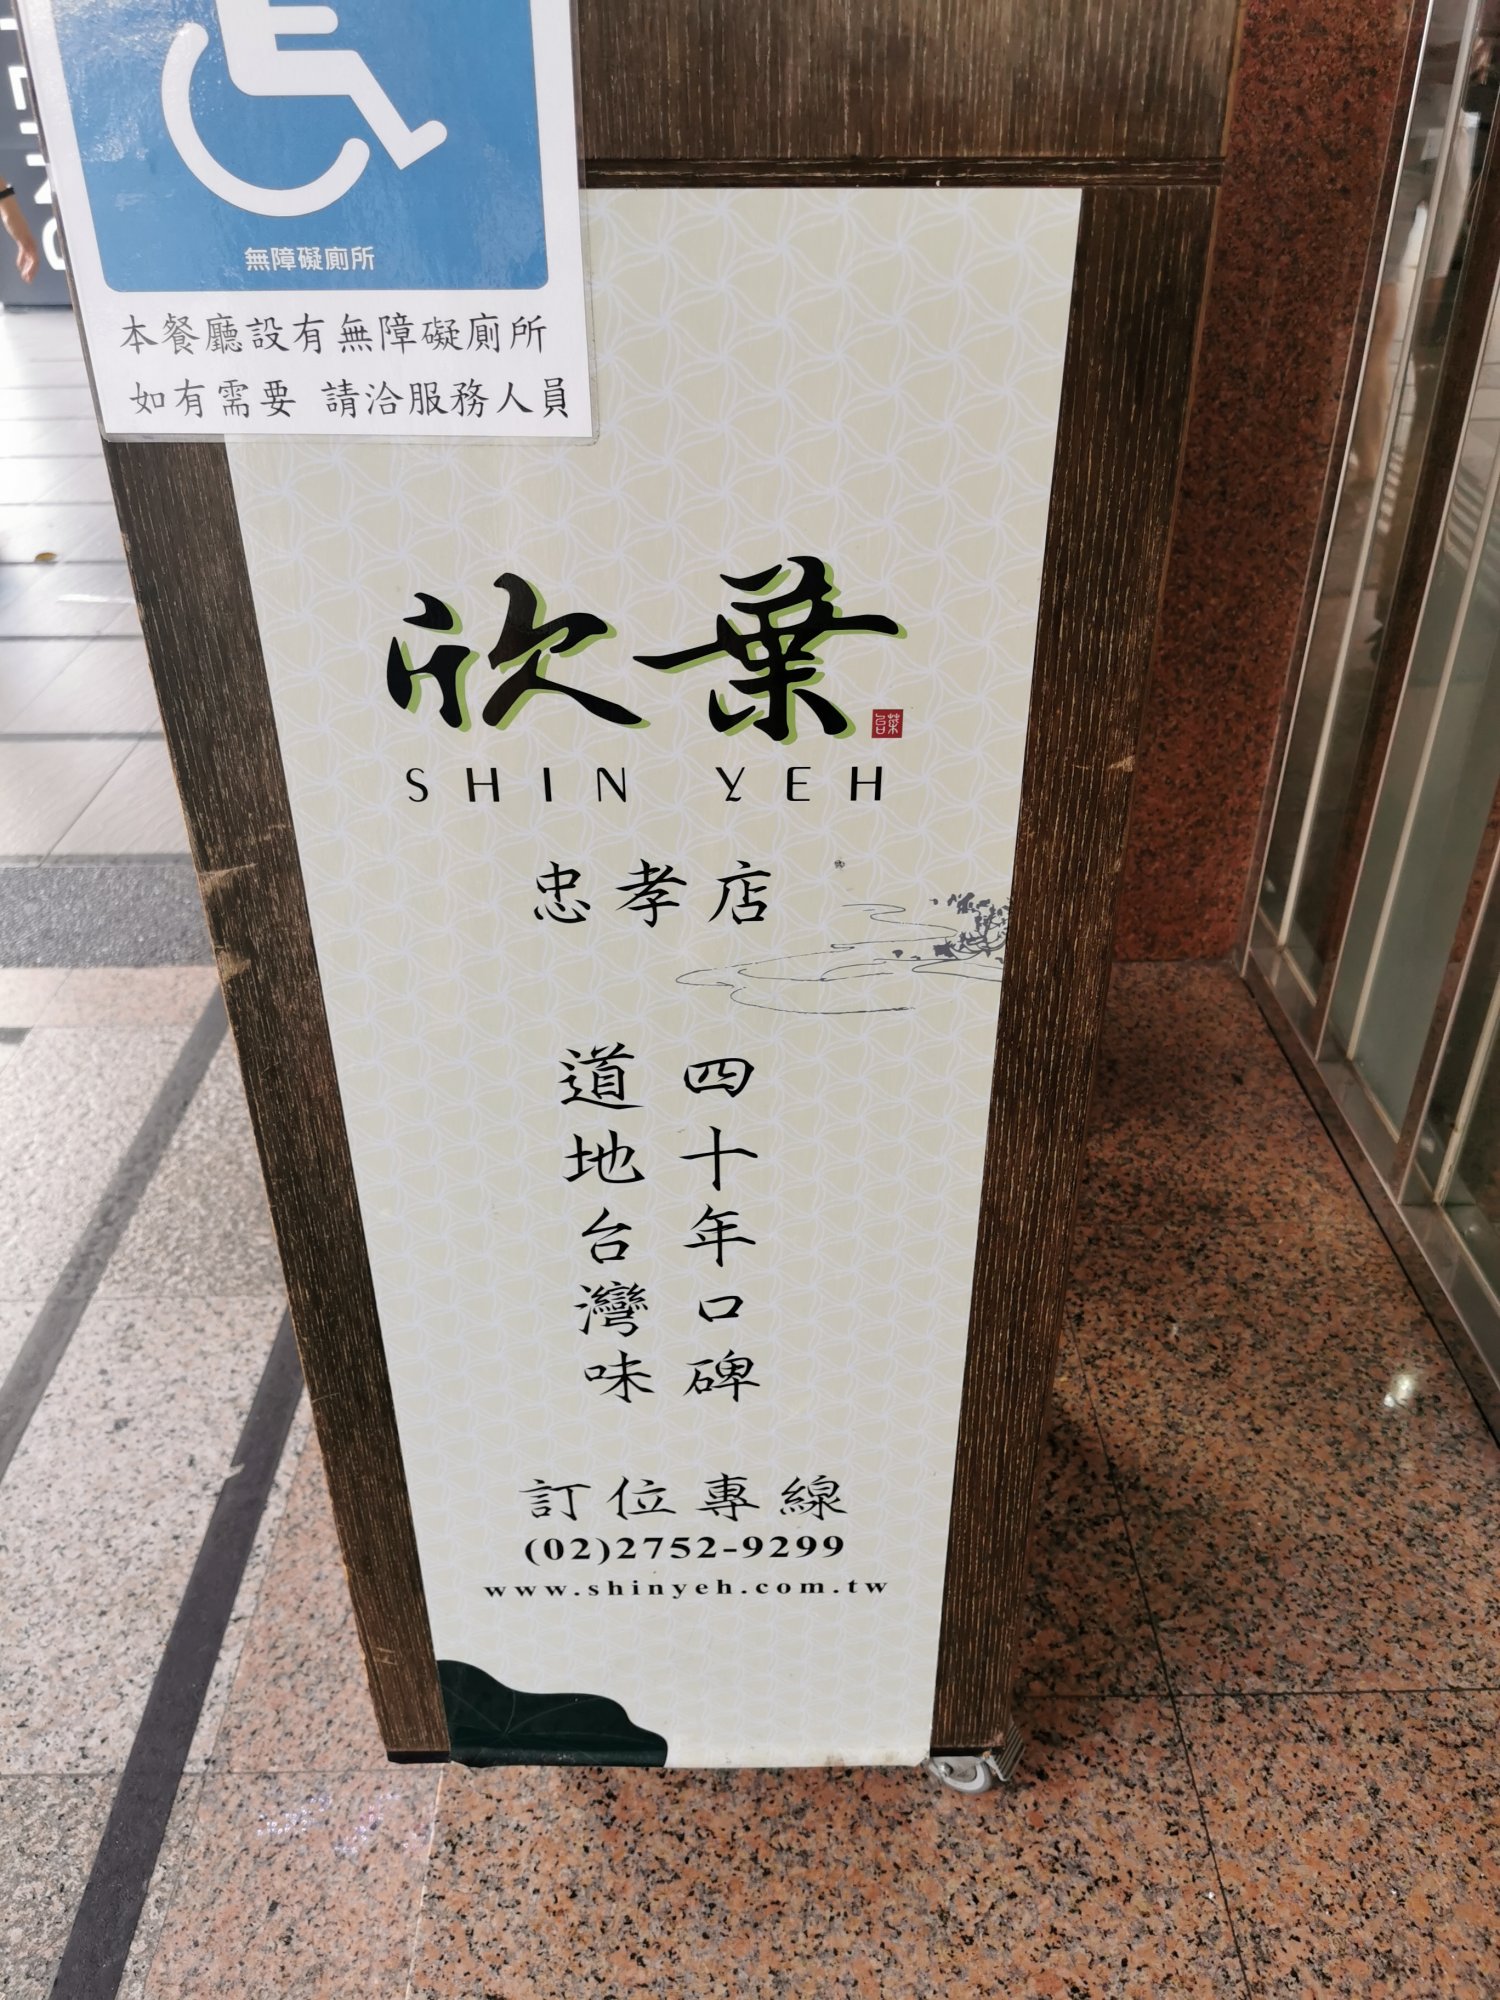 無障礙廁所
本餐廳設有無障礙廁所
如有需要 請洽服務人員
欣葉
台菜
SHIN YEH
忠孝店
四十年口碑
道地台灣味
訂位專線
(02)2752-9299
www.shinyeh.com.tw